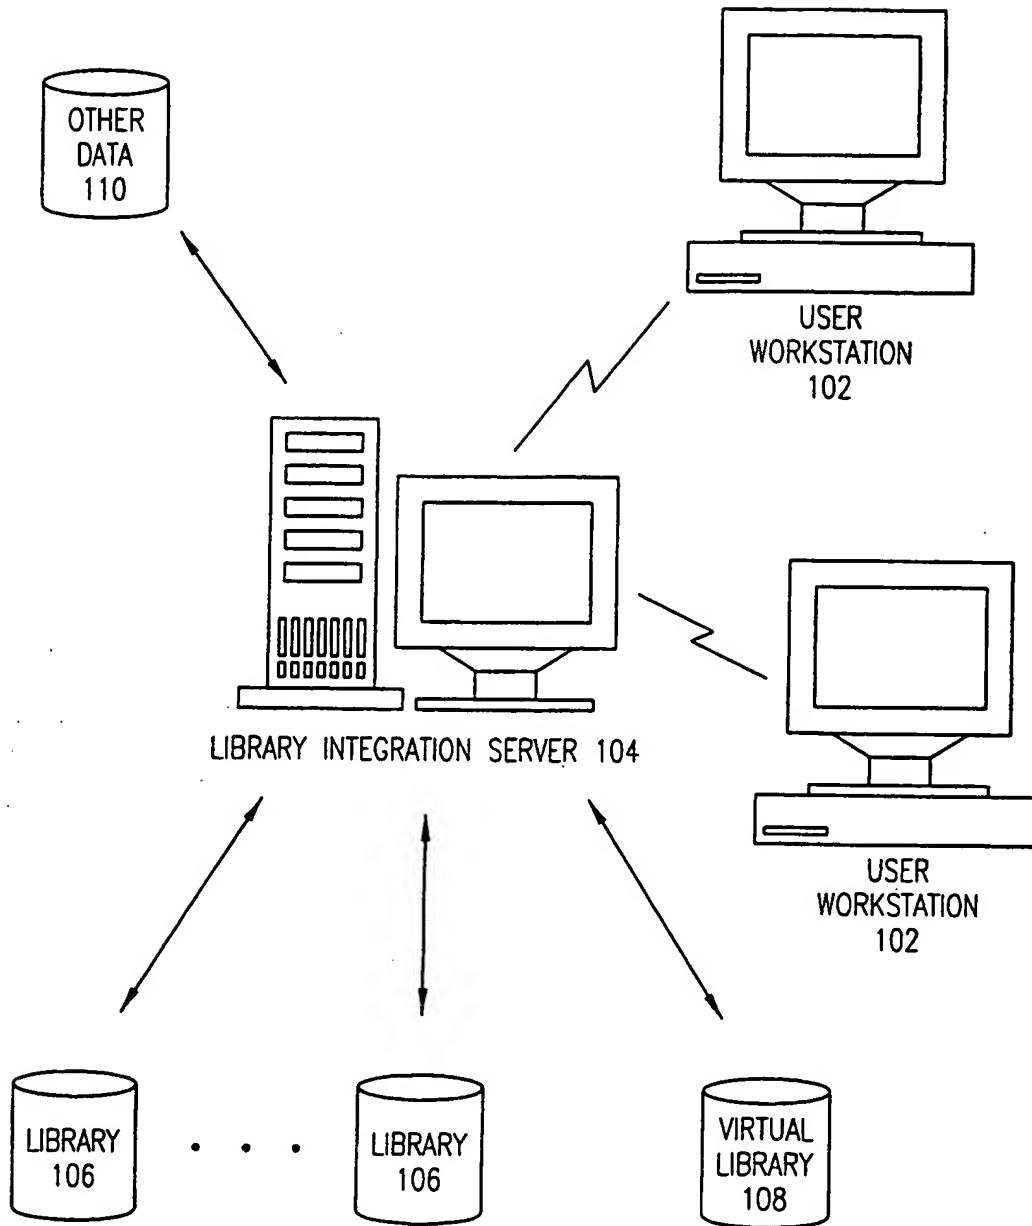 OTHER
DATA
110
USER
WORKSTATION
102
LIBRARY INTEGRATION SERVER 104
USER
WORKSTATION
102
LIBRARY
106
LIBRARY
106
VIRTUAL
LIBRARY
108